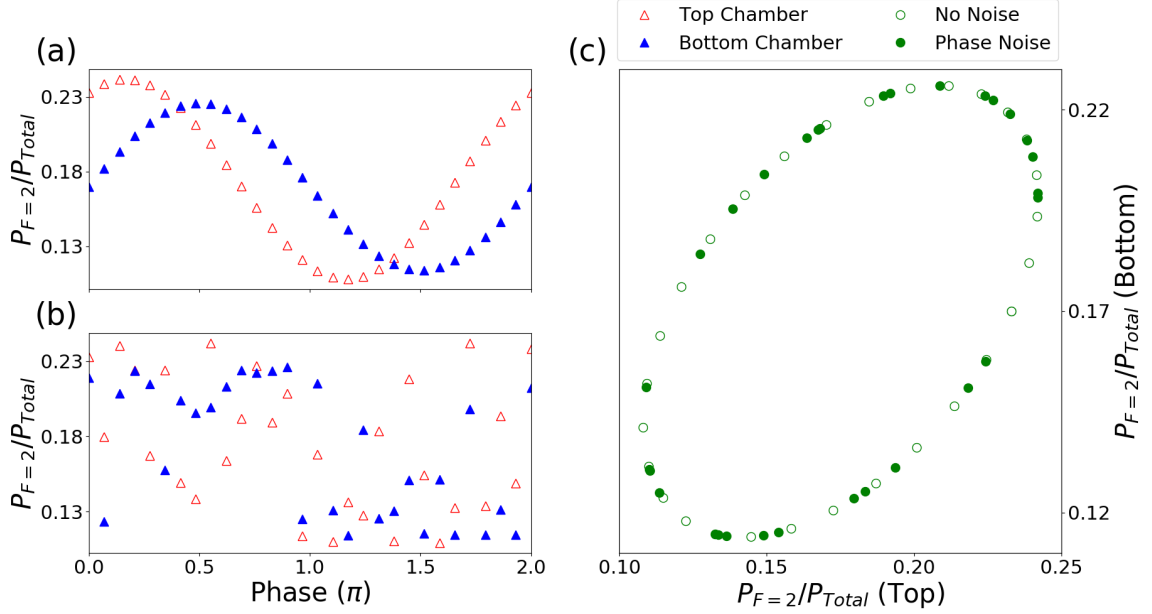 Top Chamber
Bottom Chamber
No Noise
Phase Noise
(a)
0.23
0.18
0.13
P_{F=2}/P_{Total}
(b)
0.23
0.18
0.13
P_{F=2}/P_{Total}
0.0 0.5 1.0 1.5 2.0
Phase (π)
(c)
0.22
0.17
0.12
P_{F=2}/P_{Total} (Bottom)
0.10 0.15 0.20 0.25
P_{F=2}/P_{Total} (Top)